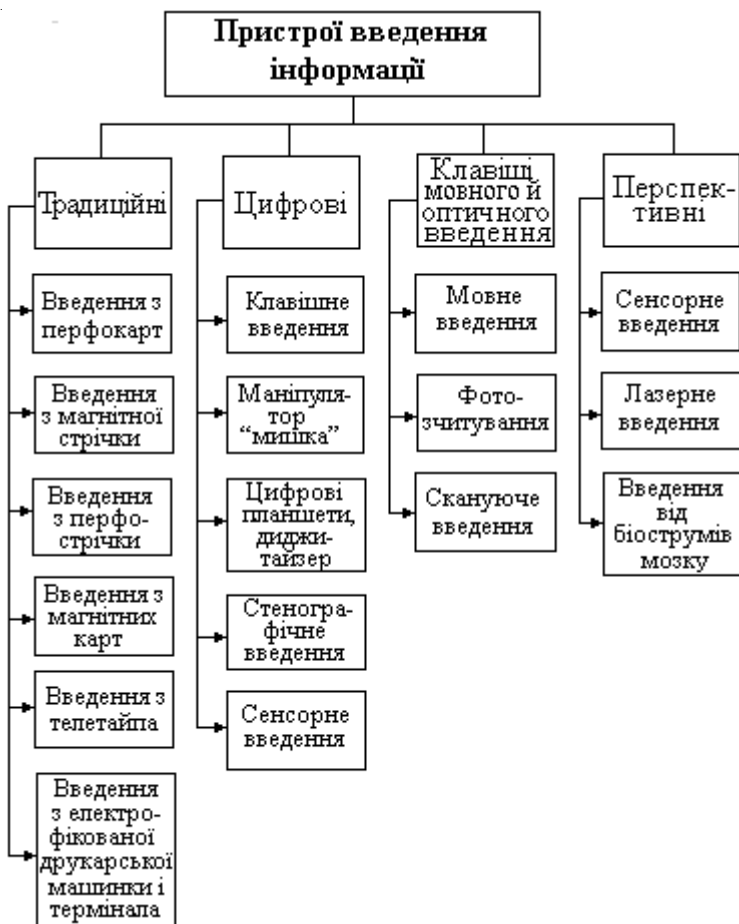 Пристрої введення
інформації
Традиційні
Введення з
перфокарт
Введення
з магнітної
стрічки
Введення
з перфо-
стрічки
Введення з
магнітних
карт
Введення з
телетайпа
Введення
з електро-
фікованої
друкарської
машинки і
термінала
Цифрові
Клавішне
введення
Маніпуля-
тор
“мишка”
Цифрові
планшети,
диджи-
тайзер
Стеногра-
фічне
введення
Сенсорне
введення
Клавіщі
мовного й
оптичного
введення
Мовне
введення
Фото-
зчитування
Скануюче
введення
Перспек-
тивні
Сенсорне
введення
Лазерне
введення
Введення
від
біострумів
мозку